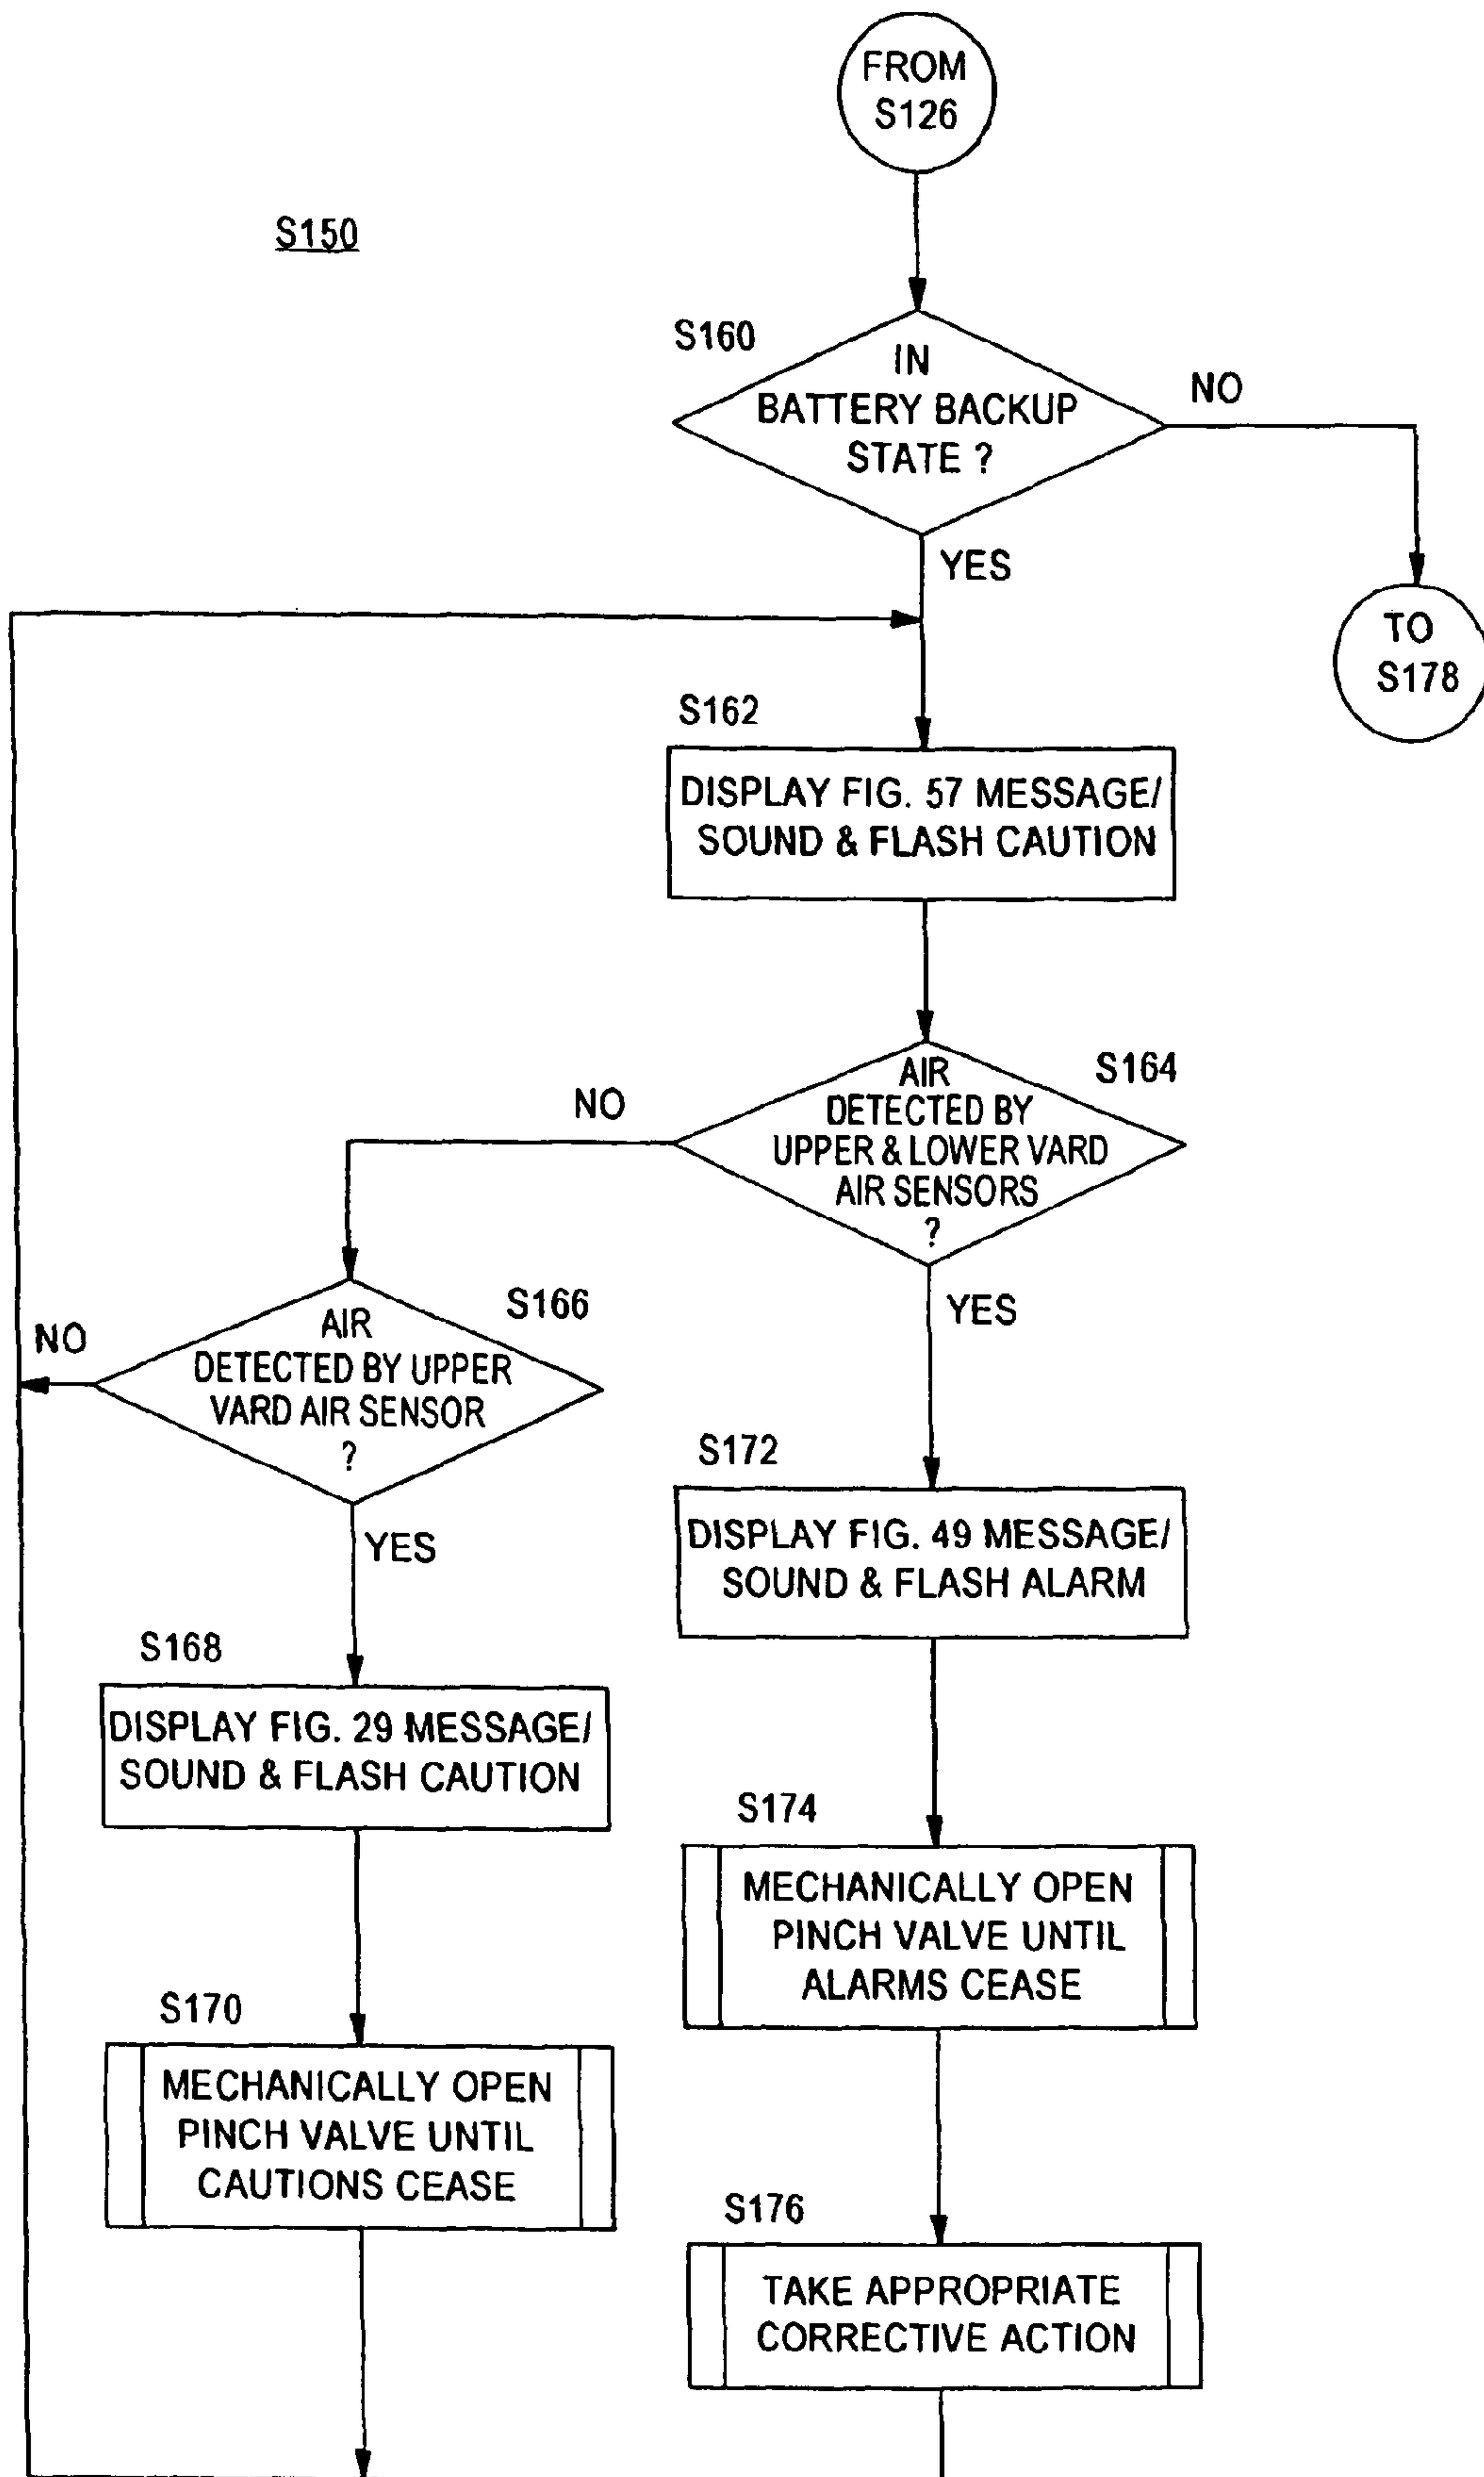 FROM
S126
S150
S160
IN
BATTERY BACKUP
STATE ?
NO
YES
TO
S178
S162
DISPLAY FIG. 57 MESSAGE/
SOUND & FLASH CAUTION
S164
AIR
DETECTED BY
UPPER & LOWER VARD
AIR SENSORS
?
NO
YES
S166
AIR
DETECTED BY UPPER
VARD AIR SENSOR
?
NO
YES
S172
DISPLAY FIG. 49 MESSAGE/
SOUND & FLASH ALARM
S168
DISPLAY FIG. 29 MESSAGE/
SOUND & FLASH CAUTION
S174
MECHANICALLY OPEN
PINCH VALVE UNTIL
ALARMS CEASE
S170
MECHANICALLY OPEN
PINCH VALVE UNTIL
CAUTIONS CEASE
S176
TAKE APPROPRIATE
CORRECTIVE ACTION